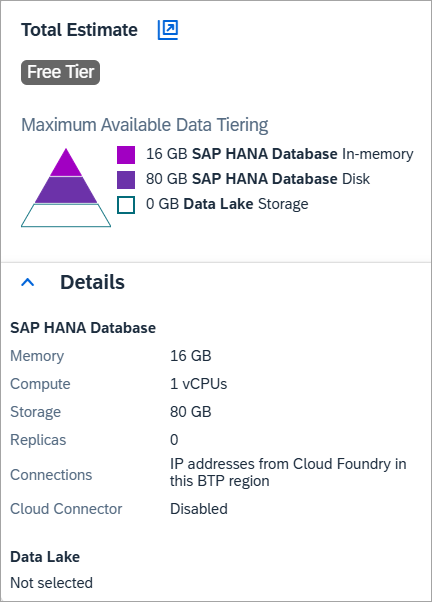 Total Estimate
Free Tier
Maximum Available Data Tiering
16 GB SAP HANA Database In-memory
80 GB SAP HANA Database Disk
0 GB Data Lake Storage
Details
SAP HANA Database
Memory 16 GB
Compute 1 vCPUs
Storage 80 GB
Replicas 0
Connections IP addresses from Cloud Foundry in
this BTP region
Cloud Connector Disabled
Data Lake
Not selected